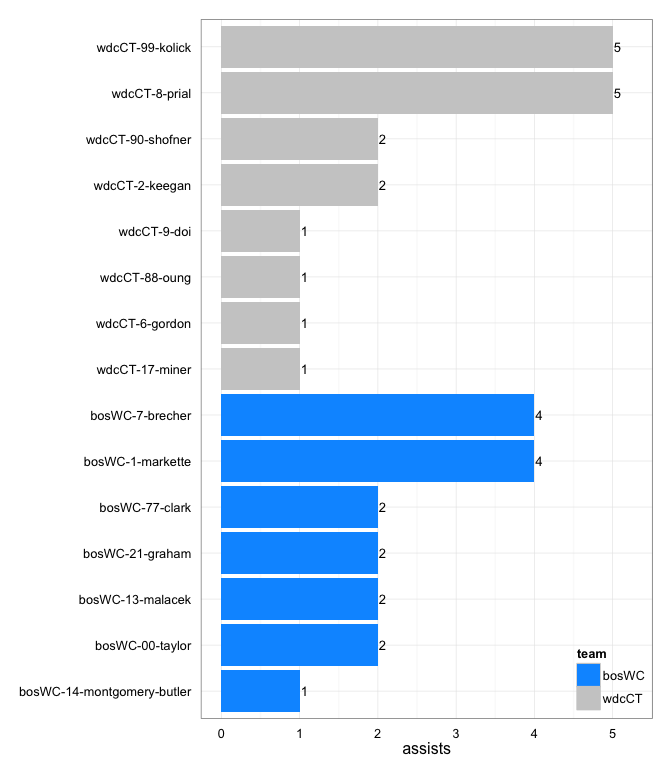 wdcCT-99-kolick 5
wdcCT-8-prial 5
wdcCT-90-shofner 2
wdcCT-2-keegan 2
wdcCT-9-doi 1
wdcCT-88-oung 1
wdcCT-6-gordon 1
wdcCT-17-miner 1
bosWC-7-brecher 4
bosWC-1-markette 4
bosWC-77-clark 2
bosWC-21-graham 2
bosWC-13-malacek 2
bosWC-00-taylor 2
bosWC-14-montgomery-butler 1
team
bosWC
wdcCT
0 1 2 3 4 5
assists